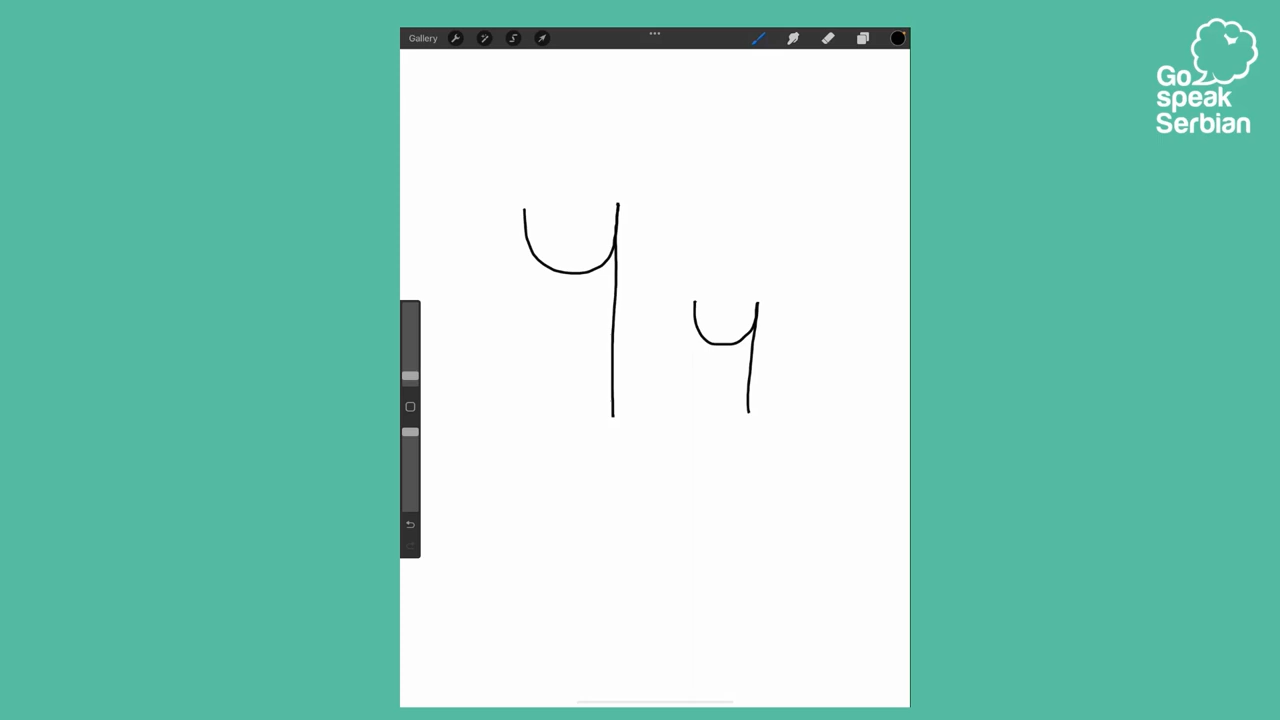 Gallery
Go
speak
Serbian
Ч ч